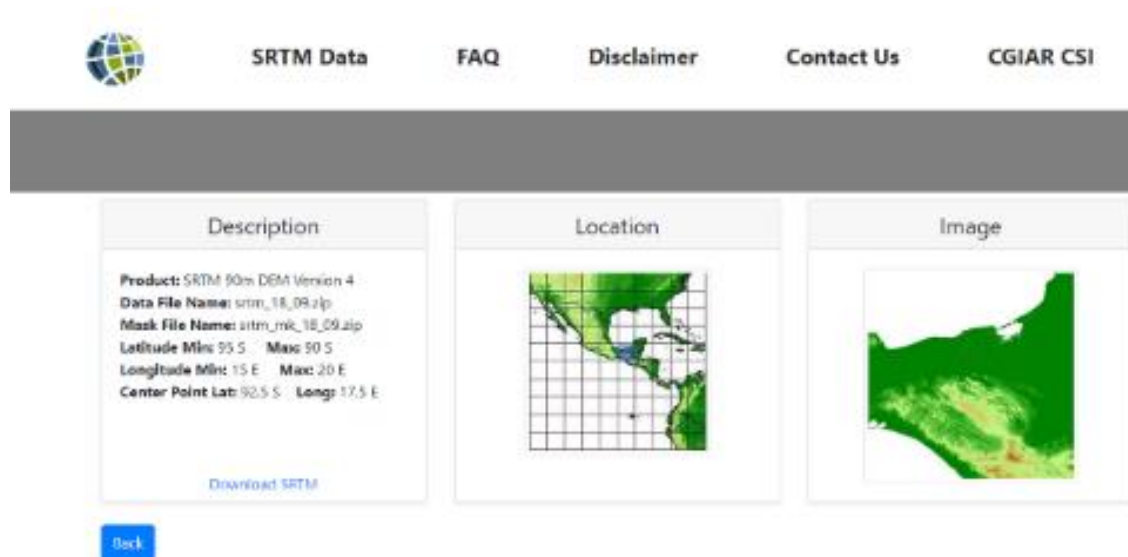 SRTM Data FAQ Disclaimer Contact Us CGIAR CSI
Description
Product: SRTM 90m DEM Version 4
Data File Name: srtm_18_09.zip
Mask File Name: srtm_mk_18_09.zip
Latitude Min: 95 S Max: 90 S
Longitude Min: 15 E Max: 20 E
Center Point Lat: 92.5 S Long: 17.5 E
Download SRTM
Location
Image
Back